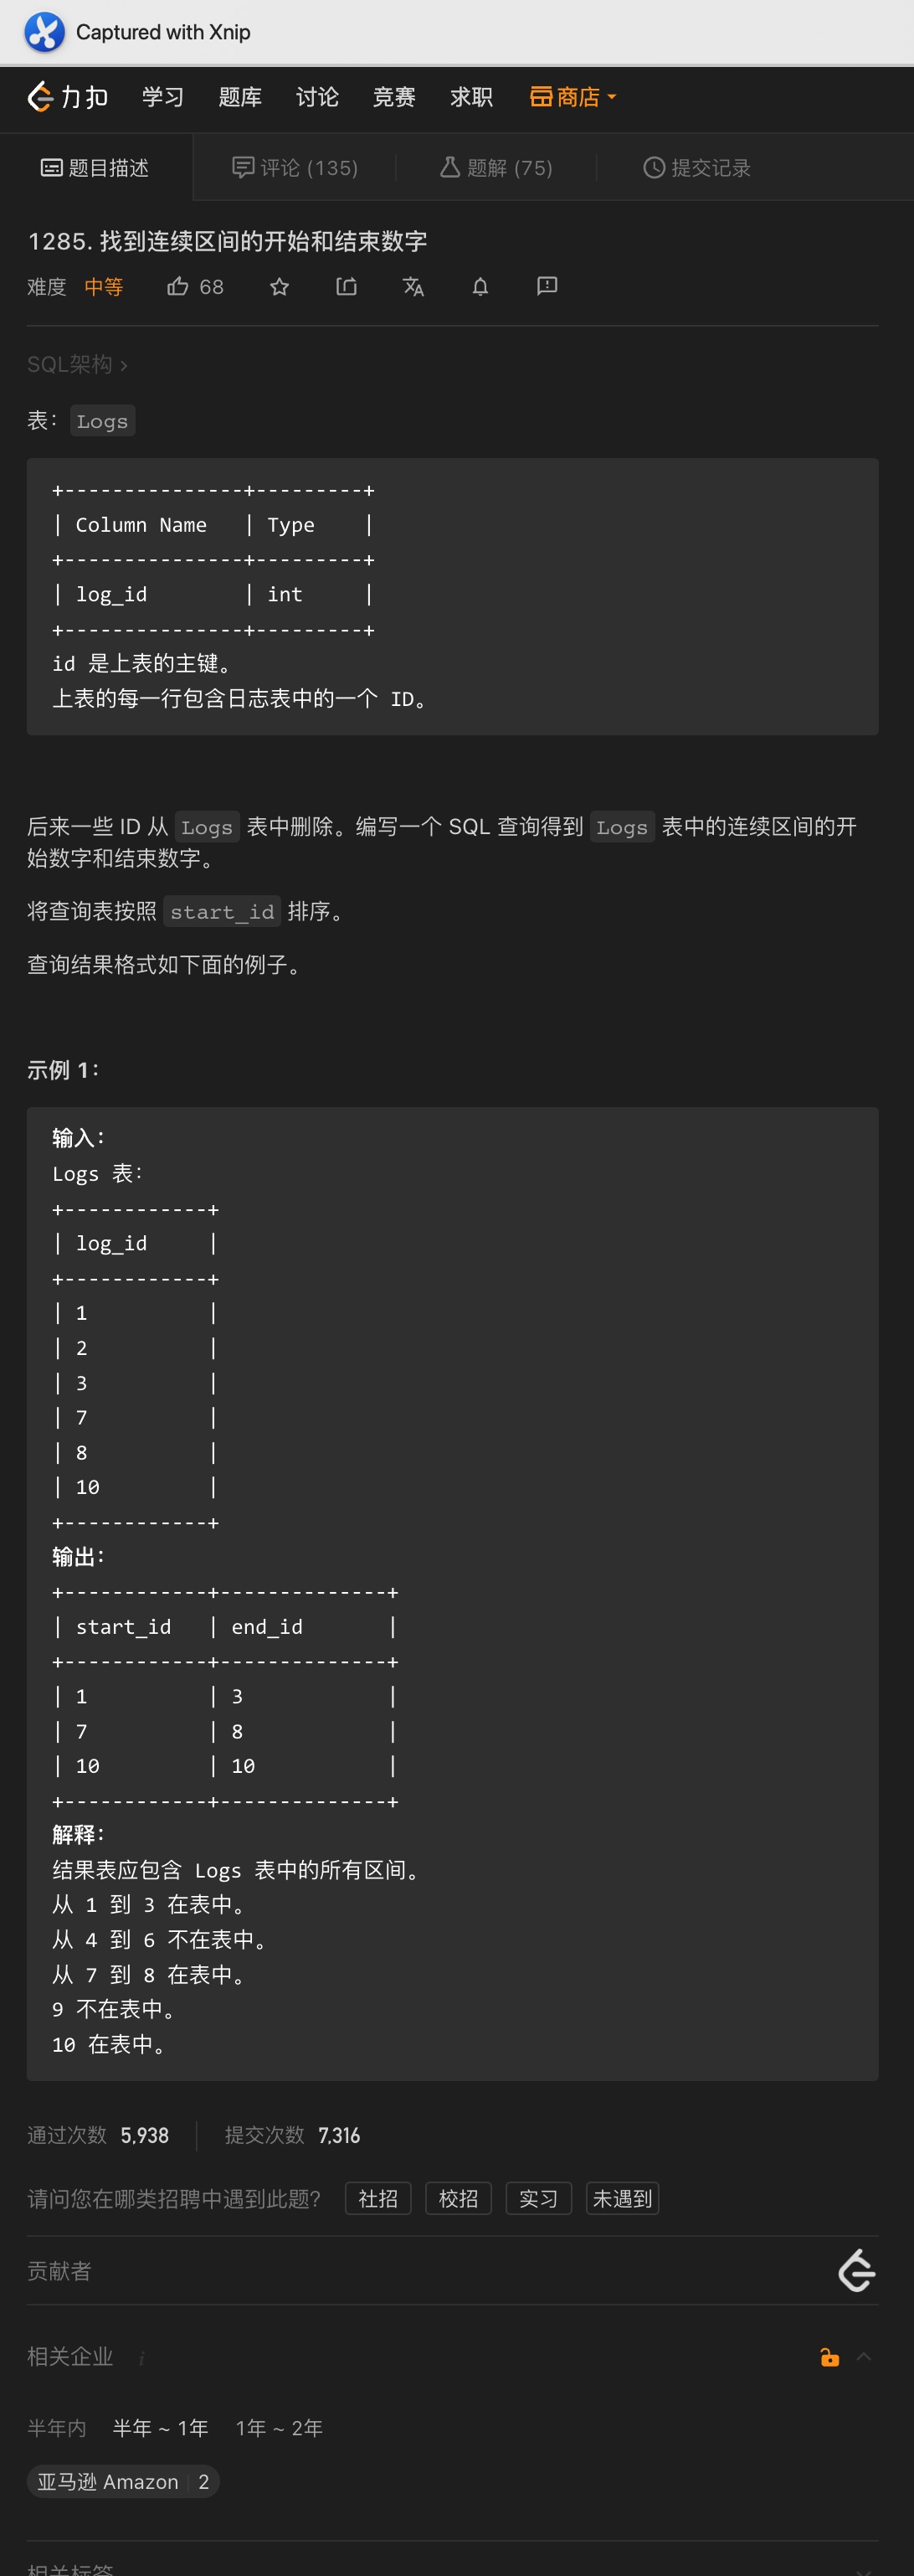 Captured with Xnip
力扣 学习 题库 讨论 竞赛 求职 商店
题目描述 评论 (135) 题解 (75) 提交记录
1285. 找到连续区间的开始和结束数字
难度 中等 68
SQL架构 ›
表： Logs
+---------------+---------+
| Column Name   | Type    |
+---------------+---------+
| log_id        | int     |
+---------------+---------+
id 是上表的主键。
上表的每一行包含日志表中的一个 ID。
后来一些 ID 从 Logs 表中删除。编写一个 SQL 查询得到 Logs 表中的连续区间的开
始数字和结束数字。
将查询表按照 start_id 排序。
查询结果格式如下面的例子。
示例 1：
输入：
Logs 表：
+------------+
| log_id     |
+------------+
| 1          |
| 2          |
| 3          |
| 7          |
| 8          |
| 10         |
+------------+
输出：
+------------+--------------+
| start_id   | end_id       |
+------------+--------------+
| 1          | 3            |
| 7          | 8            |
| 10         | 10           |
+------------+--------------+
解释：
结果表应包含 Logs 表中的所有区间。
从 1 到 3 在表中。
从 4 到 6 不在表中。
从 7 到 8 在表中。
9 不在表中。
10 在表中。
通过次数 5,938 提交次数 7,316
请问您在哪类招聘中遇到此题? 社招 校招 实习 未遇到
贡献者
相关企业 i
半年内 半年 ~ 1年 1年 ~ 2年
亚马逊 Amazon 2
相关标签